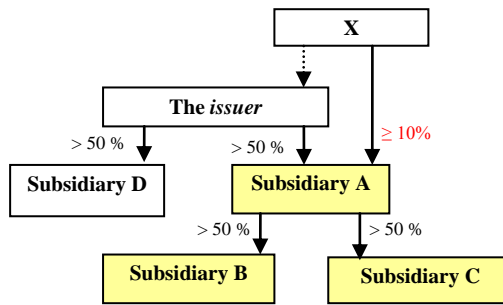 X
The issuer
≥ 10%
> 50 %
> 50 %
Subsidiary D
Subsidiary A
> 50 %
> 50 %
Subsidiary B
Subsidiary C